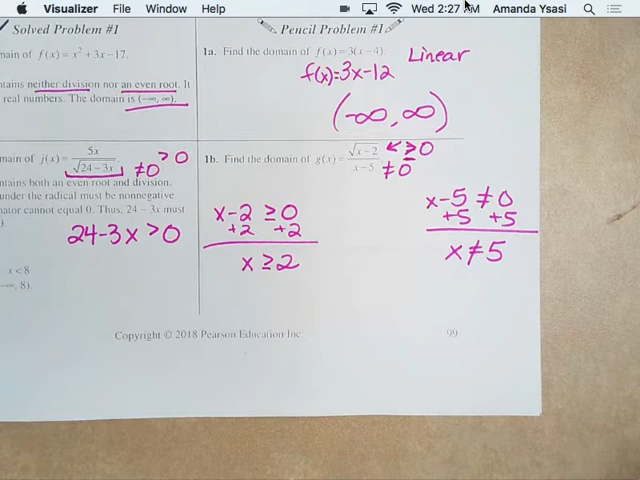 Visualizer File Window Help Wed 2:27 AM Amanda Ysasi
Solved Problem #1
main of f(x) = x² + 3x − 17.
ntains neither division nor an even root. It
real numbers. The domain is (−∞, ∞).
main of j(x) = 5x / √(24 − 3x). > 0
≠0
ntains both an even root and division.
under the radical must be nonnegative
nator cannot equal 0. Thus, 24 − 3x must
).
24-3x >0
x < 8
−∞, 8).
Pencil Problem #1
1a. Find the domain of f(x) = 3(x − 4).
Linear
f(x)=3x-12
(-∞, ∞)
1b. Find the domain of g(x) = √(x − 2) / (x − 5)
← ≥0
≠0
x-2 ≥0
+2 +2
x ≥2
x-5 ≠0
+5 +5
x ≠5
Copyright © 2018 Pearson Education Inc
99